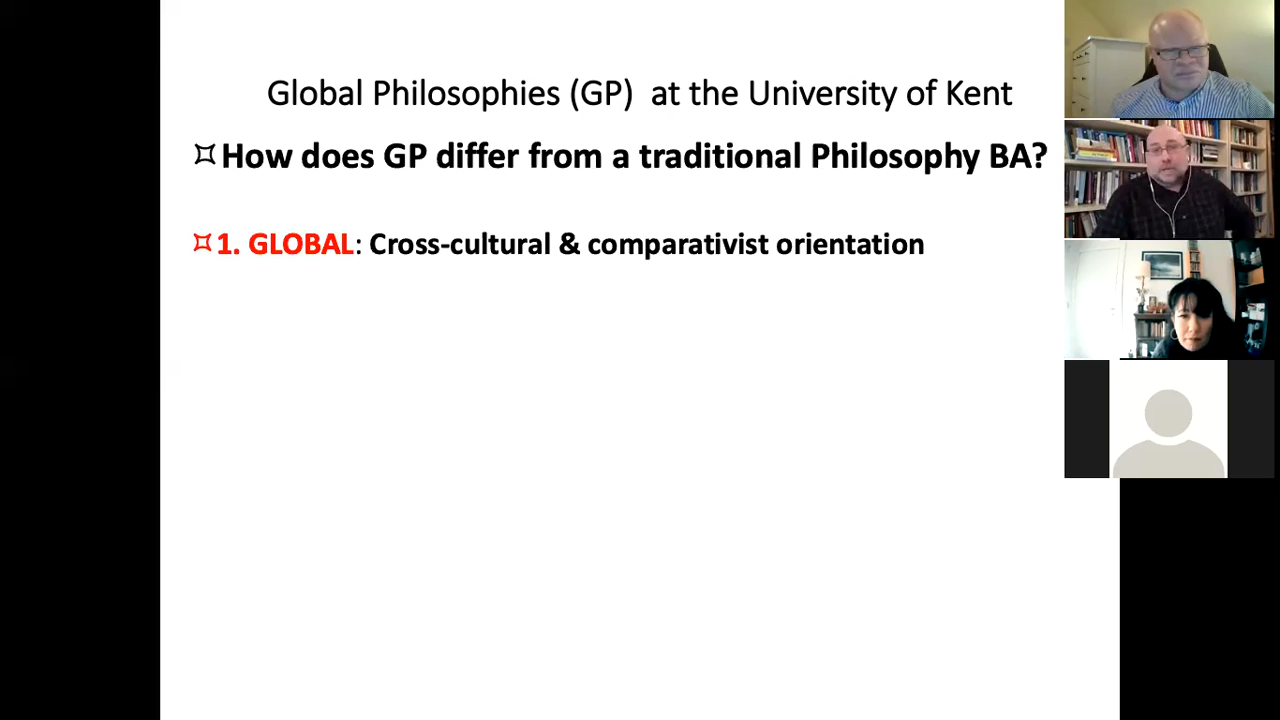 Global Philosophies (GP) at the University of Kent
¤How does GP differ from a traditional Philosophy BA?
¤1. GLOBAL: Cross-cultural & comparativist orientation